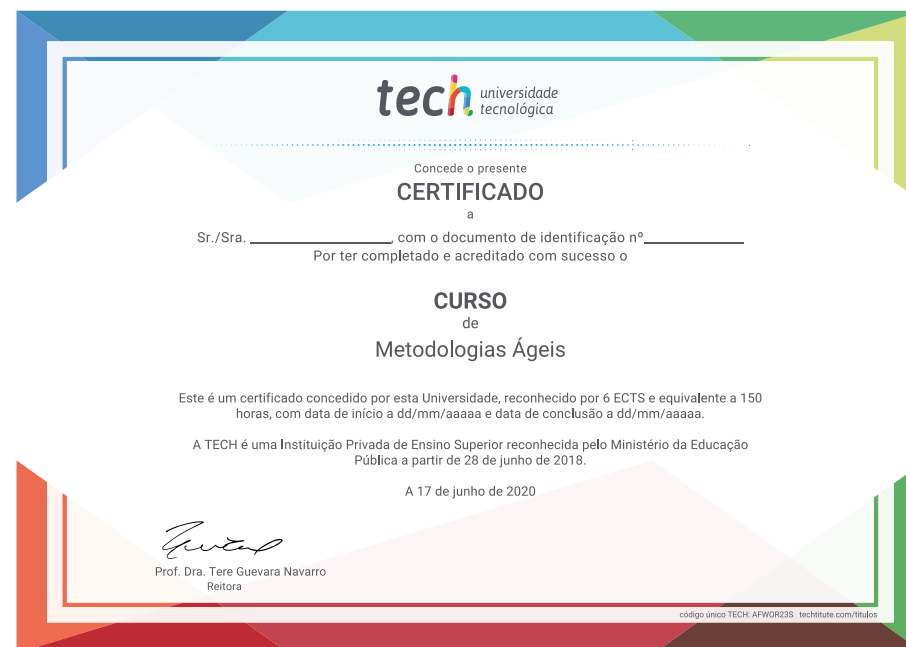 tech universidade
tecnológica
Concede o presente
CERTIFICADO
a
Sr./Sra. ________________, com o documento de identificação nº____________
Por ter completado e acreditado com sucesso o
CURSO
de
Metodologias Ágeis
Este é um certificado concedido por esta Universidade, reconhecido por 6 ECTS e equivalente a 150
horas, com data de início a dd/mm/aaaaa e data de conclusão a dd/mm/aaaaa.
A TECH é uma Instituição Privada de Ensino Superior reconhecida pelo Ministério da Educação
Pública a partir de 28 de junho de 2018.
A 17 de junho de 2020
Prof. Dra. Tere Guevara Navarro
Reitora
código único TECH: AFWOR23S techtitute.com/titulos